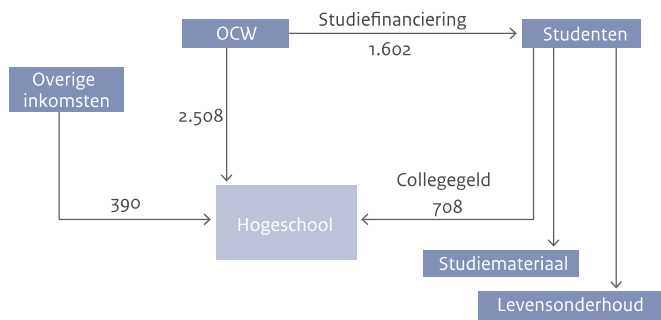 OCW
Studiefinanciering
1.602
Studenten
Overige
inkomsten
2.508
390
Hogeschool
Collegegeld
708
Studiemateriaal
Levensonderhoud